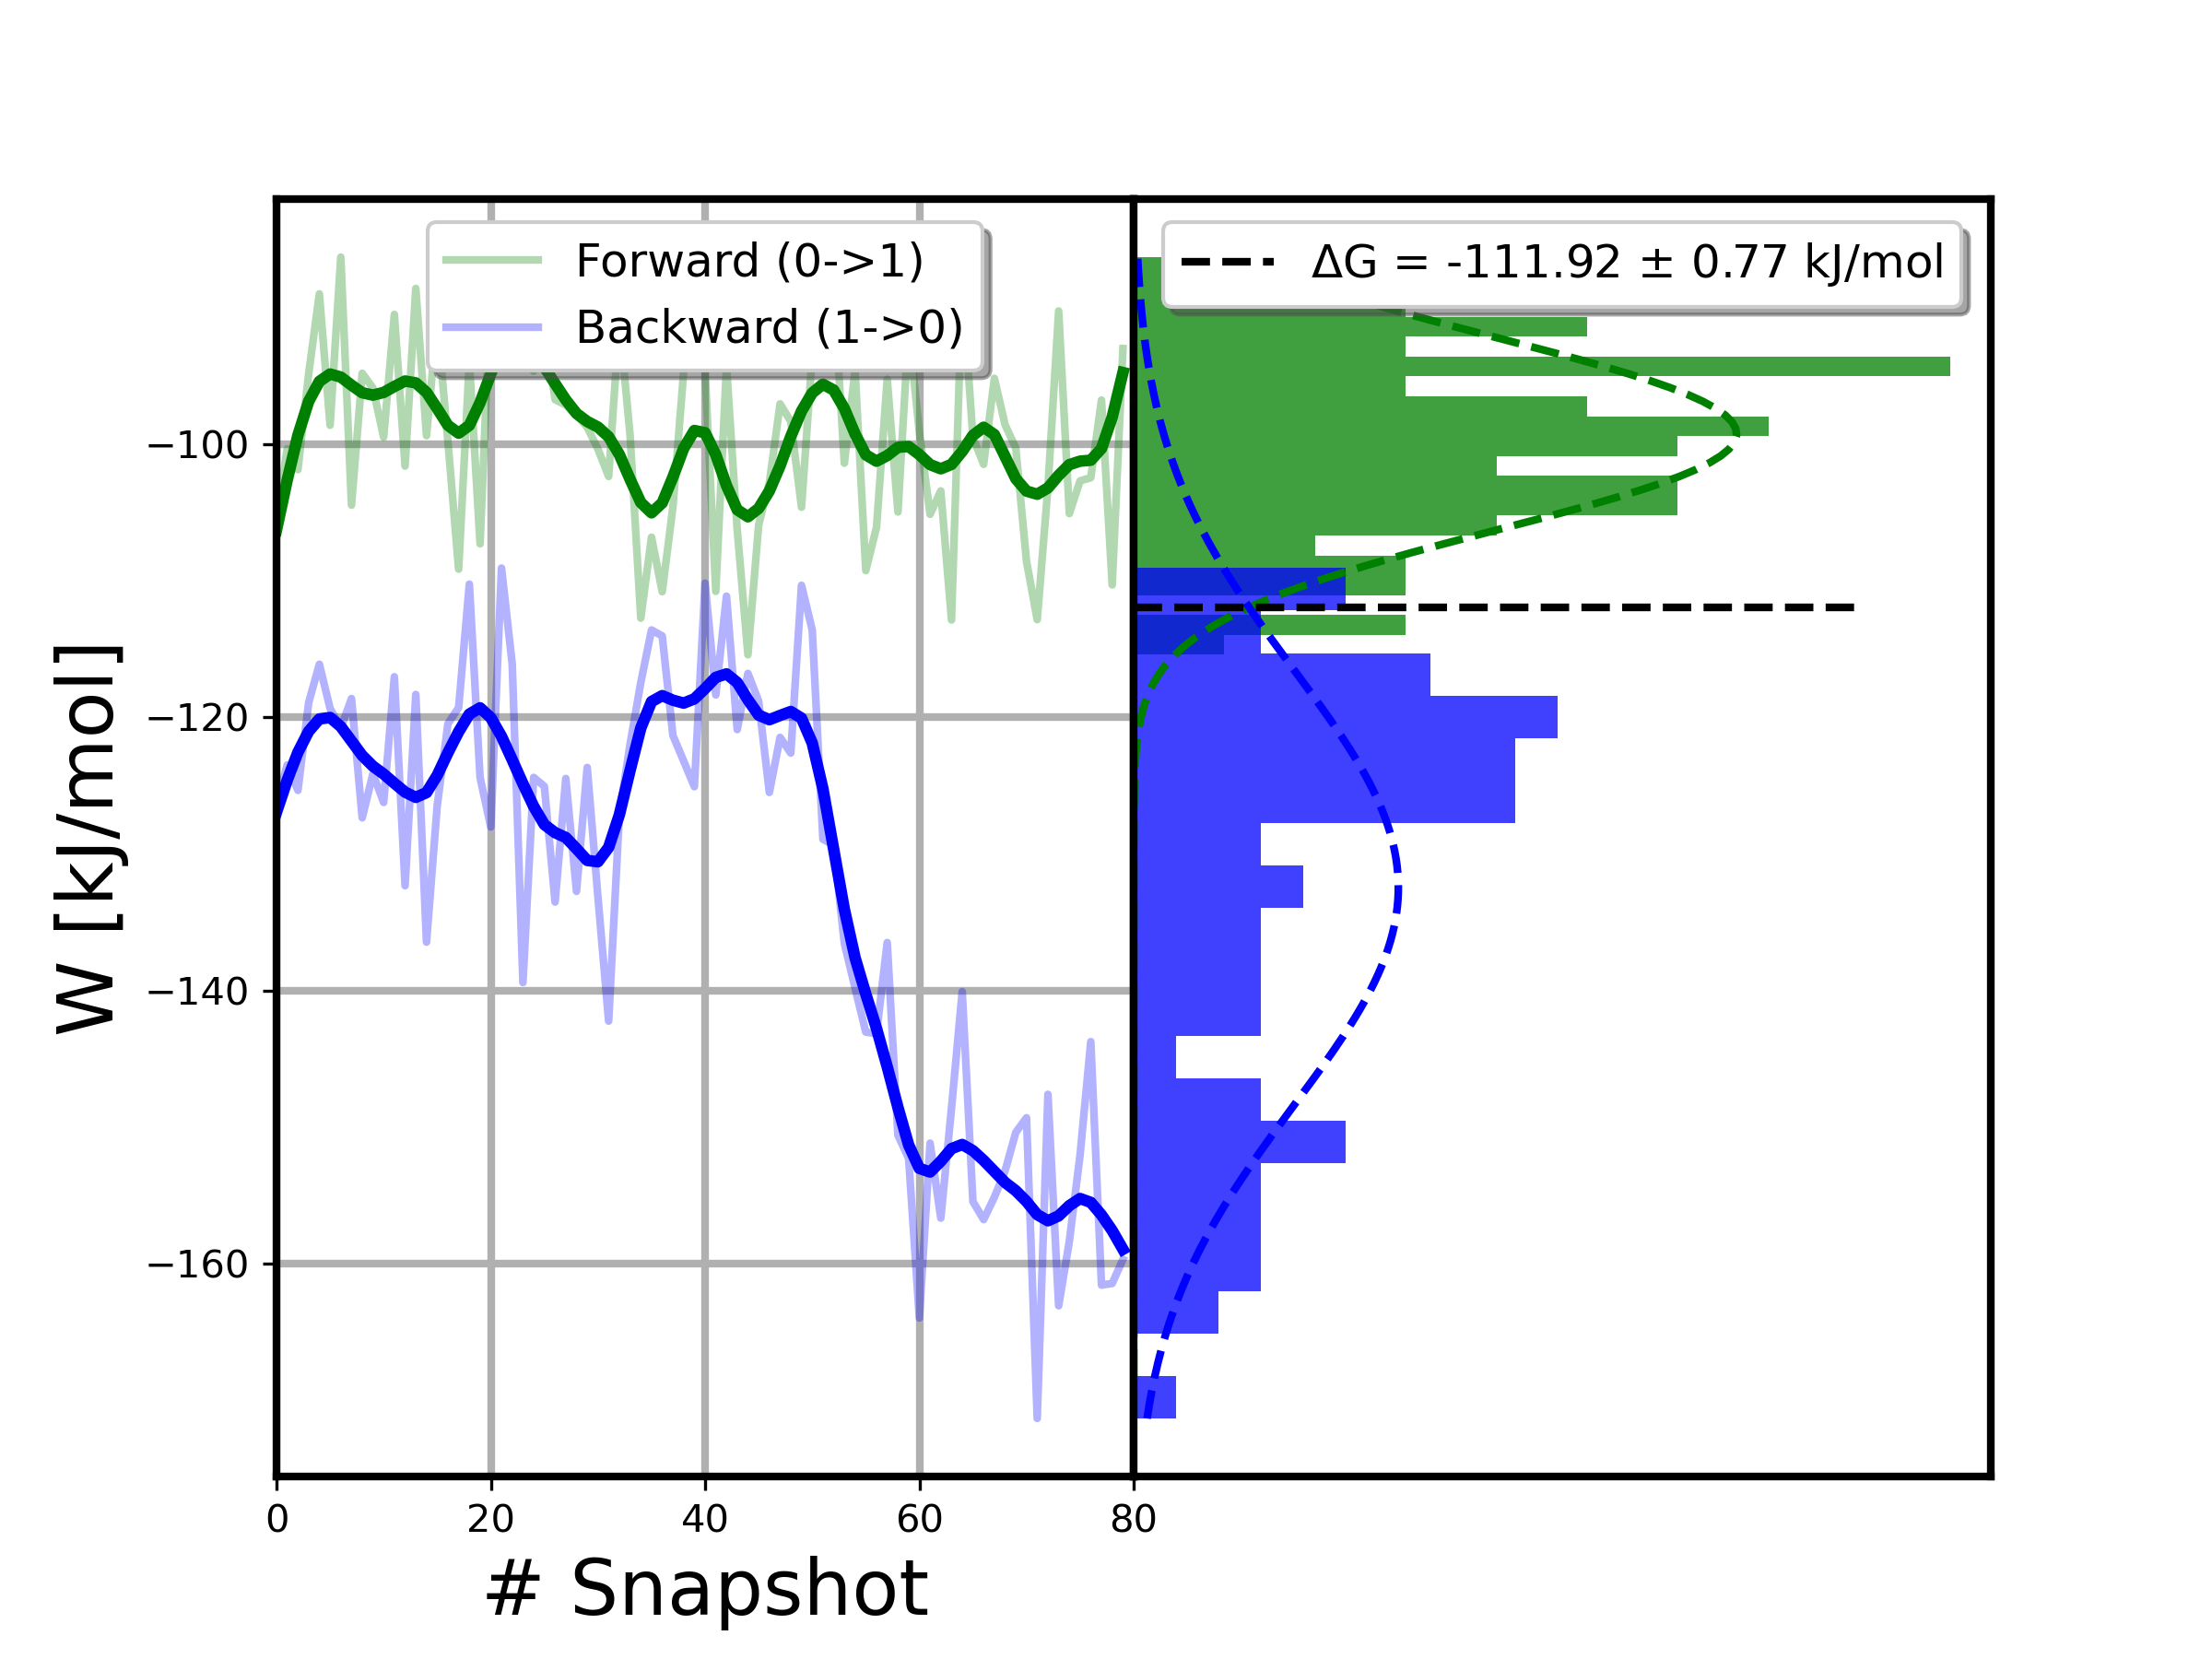 Forward (0->1)
Backward (1->0)
ΔG = -111.92 ± 0.77 kJ/mol
W [kJ/mol]
−100
−120
−140
−160
0 20 40 60 80
# Snapshot